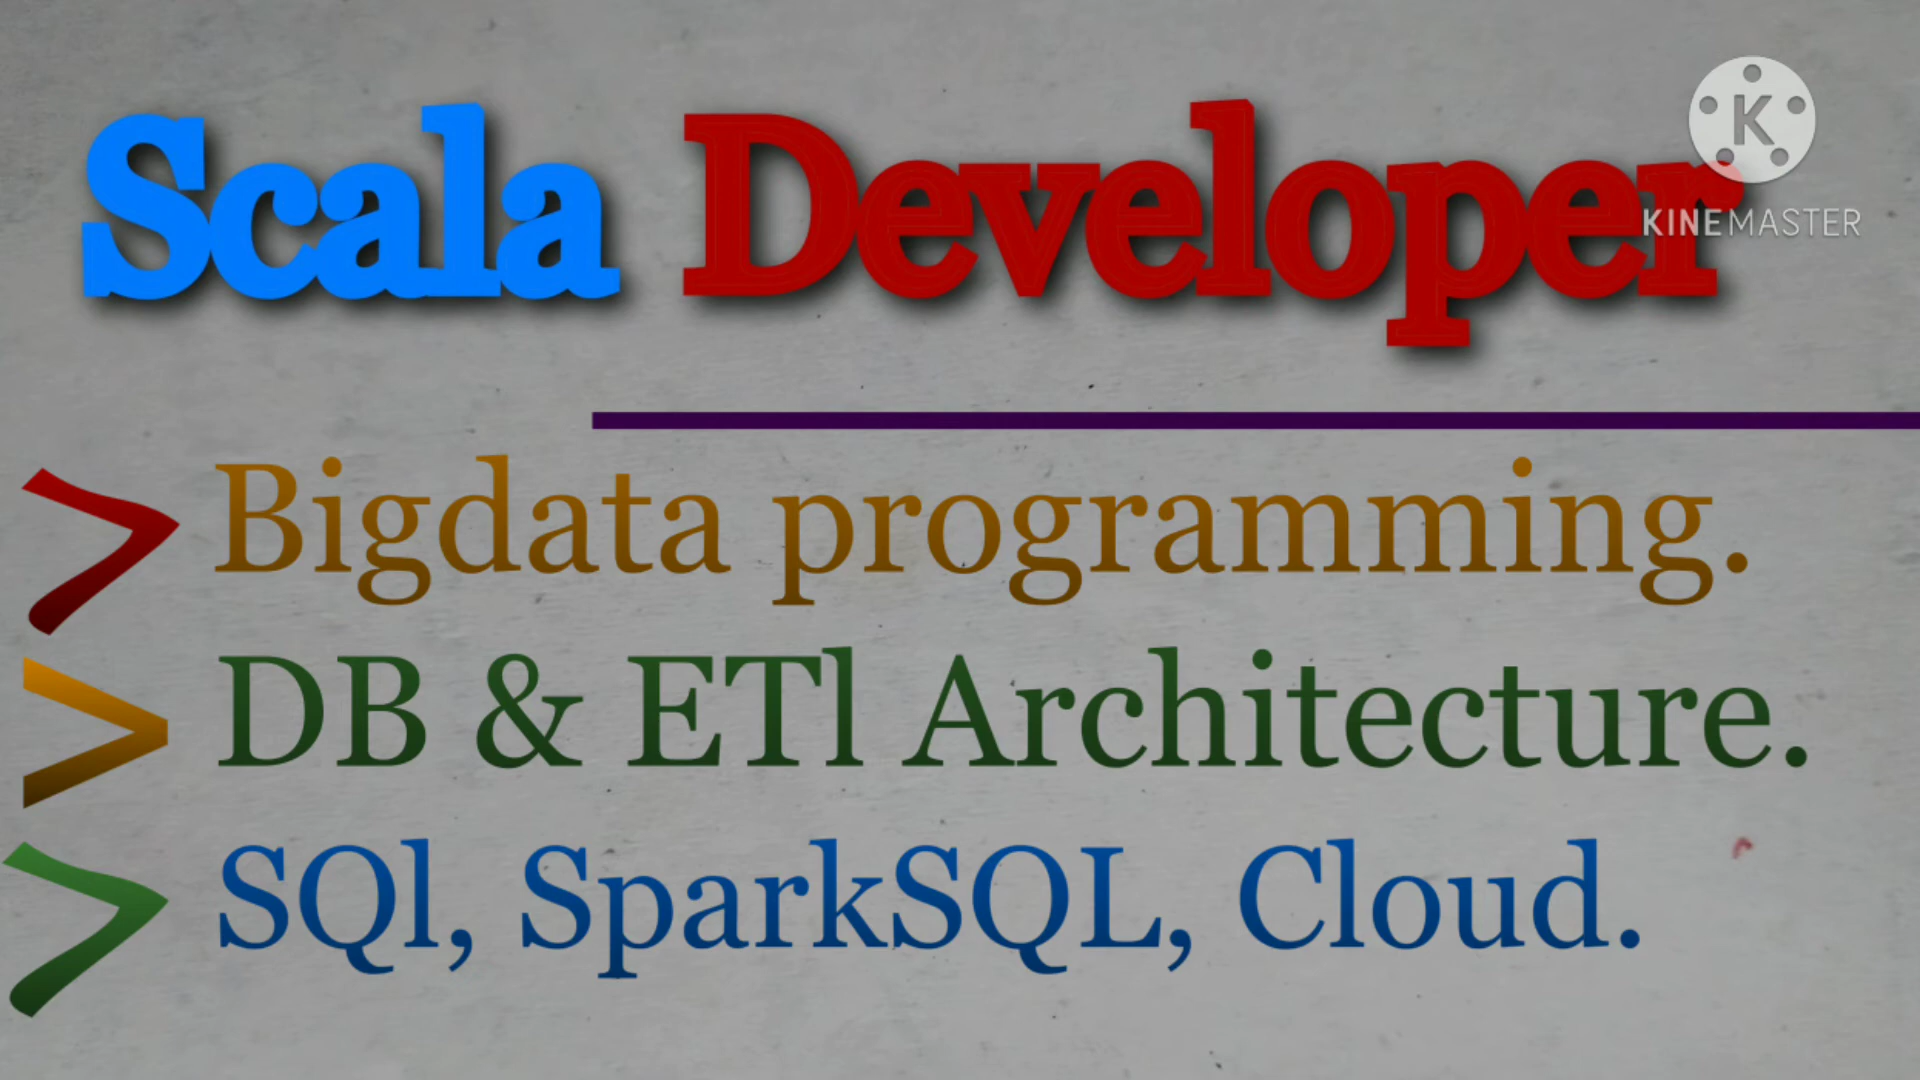 Scala Developer
KINEMASTER
> Bigdata programming.
> DB & ETl Architecture.
> SQl, SparkSQL, Cloud.